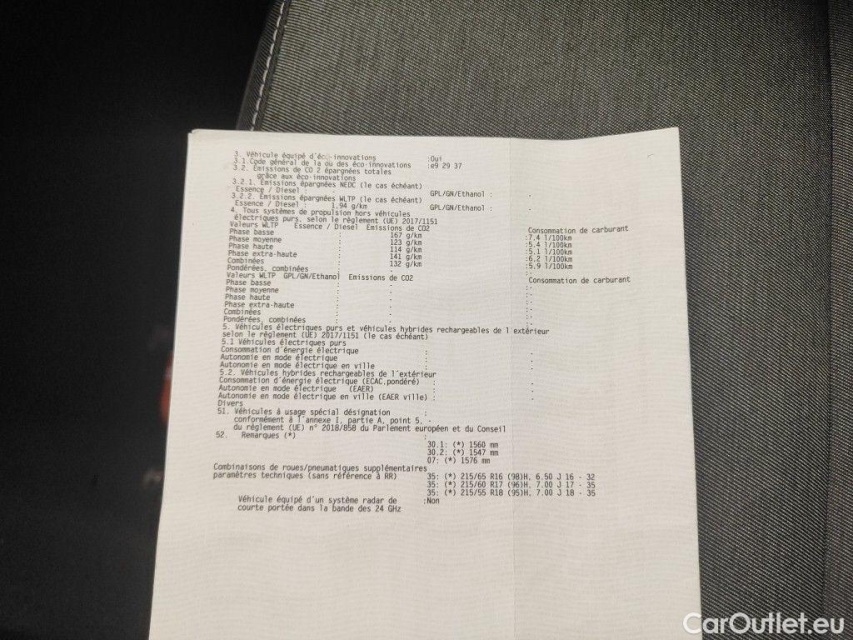 3. Véhicule équipé d'éco-innovations :Oui
3.1.Code général de la ou des éco-innovations :e9 29 37
3.2. Emissions de CO 2 épargnées totales
grâce aux éco-innovations
3.2.1. Emissions épargnées NEDC (le cas échéant)
Essence / Diesel : GPL/GN/Ethanol : -
3.2.2. Emissions épargnées WLTP (le cas échéant)
Essence / Diesel : 1.94 g/km GPL/GN/Ethanol : -
4. Tous systèmes de propulsion hors véhicules
électriques purs, selon le règlement (UE) 2017/1151
Valeurs WLTP Essence / Diesel Emissions de CO2 Consommation de carburant
Phase basse : 167 g/km :7.4 l/100km
Phase moyenne : 123 g/km :5.4 l/100km
Phase haute : 114 g/km :5.1 l/100km
Phase extra-haute : 141 g/km :6.2 l/100km
Combinées : 132 g/km :5.9 l/100km
Pondérées, combinées : - :-
Valeurs WLTP GPL/GN/Ethanol Emissions de CO2 Consommation de carburant
Phase basse : - :-
Phase moyenne : - :-
Phase haute : - :-
Phase extra-haute : - :-
Combinées : - :-
Pondérées, combinées : - :-
5. Véhicules électriques purs et véhicules hybrides rechargeables de l'extérieur
selon le règlement (UE) 2017/1151 (le cas échéant)
5.1 Véhicules électriques purs
Consommation d'énergie électrique : -
Autonomie en mode électrique : -
Autonomie en mode électrique en ville : -
5.2. Véhicules hybrides rechargeables de l'extérieur
Consommation d'énergie électrique (ECAC,pondéré) : -
Autonomie en mode électrique (EAER) : -
Autonomie en mode électrique en ville (EAER ville) : -
Divers
51. Véhicules à usage spécial désignation :
conformément à l'annexe I, partie A, point 5, -
du règlement (UE) n° 2018/858 du Parlement européen et du Conseil
52. Remarques (*) :
30.1: (*) 1560 mm
30.2: (*) 1547 mm
07: (*) 1576 mm
Combinaisons de roues/pneumatiques supplémentaires :
paramètres techniques (sans référence à RR) 35: (*) 215/65 R16 (98)H, 6.50 J 16 - 32
35: (*) 215/60 R17 (96)H, 7.00 J 17 - 35
35: (*) 215/55 R18 (95)H, 7.00 J 18 - 35
Véhicule équipé d'un système radar de :Non
courte portée dans la bande des 24 GHz
CarOutlet.eu